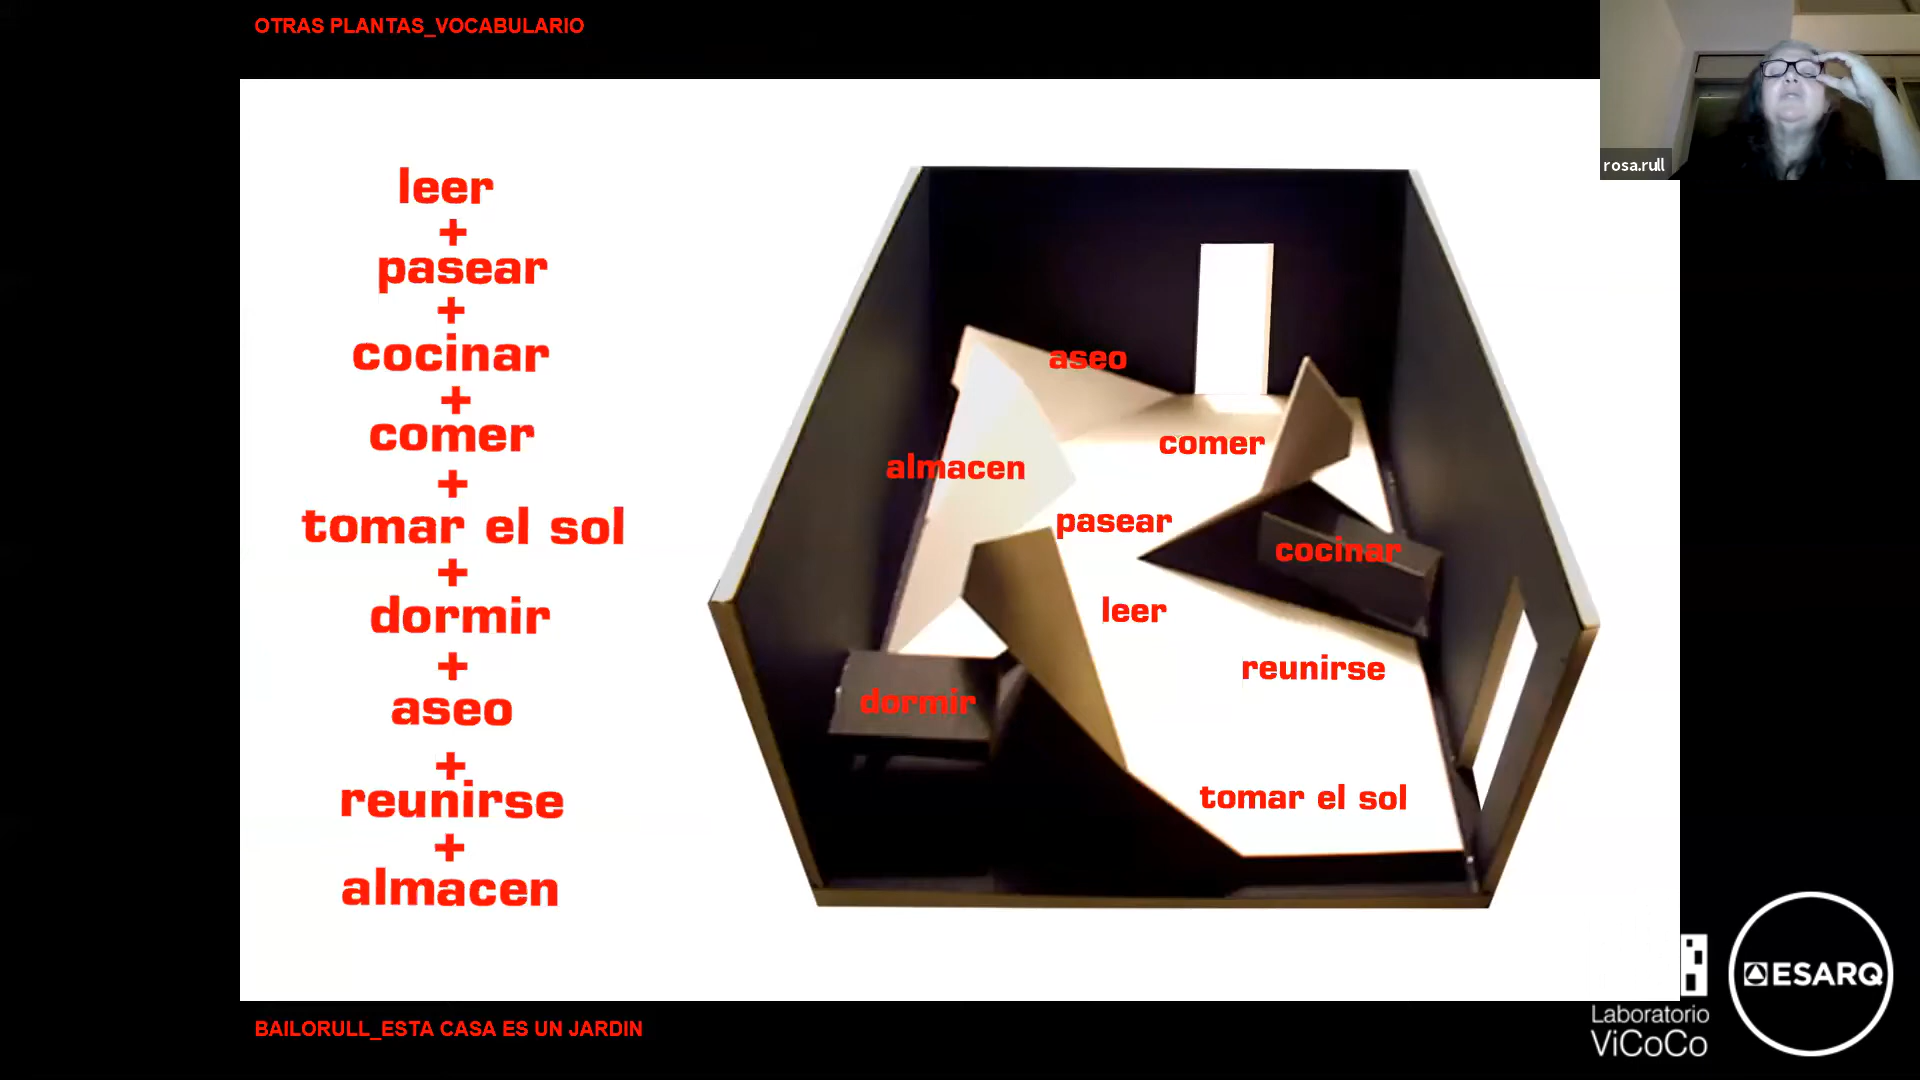 OTRAS PLANTAS_VOCABULARIO
rosa.rull
leer
+
pasear
+
cocinar
+
comer
+
tomar el sol
+
dormir
+
aseo
+
reunirse
+
almacen
aseo
comer
almacen
pasear
cocinar
leer
reunirse
dormir
tomar el sol
BAILORULL_ESTA CASA ES UN JARDIN
Laboratorio
ViCoCo
ESARQ